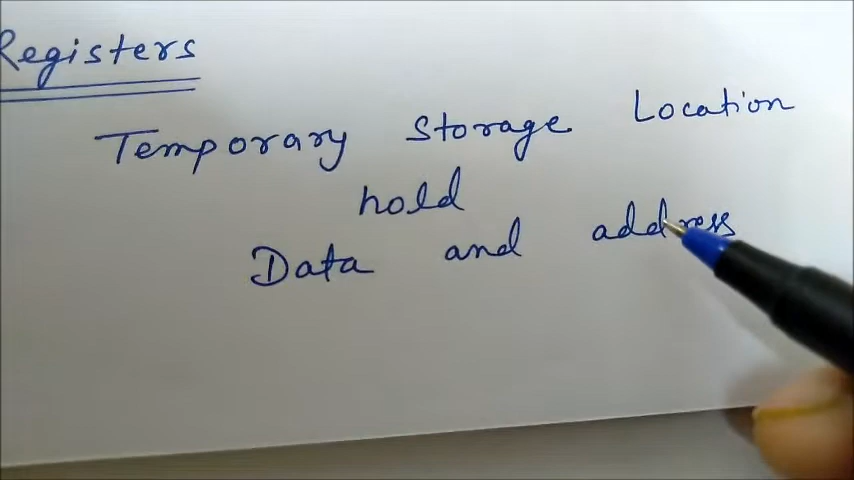 Registers
Temporary Storage Location
hold
Data and address